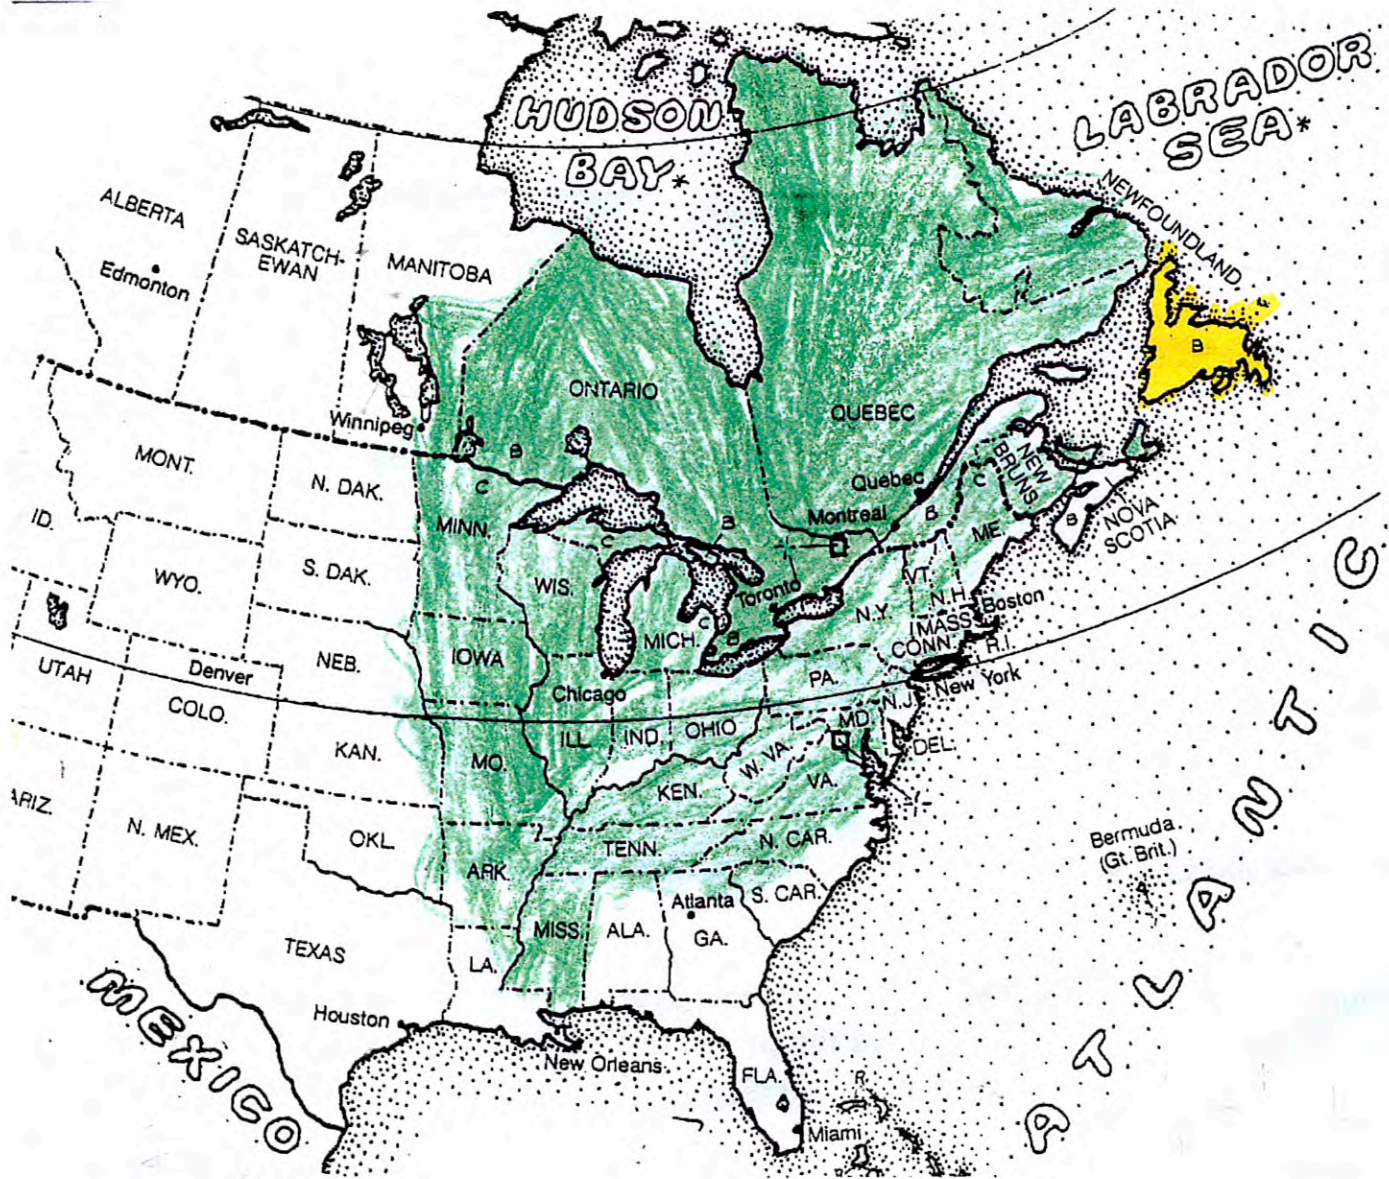 HUDSON
BAY*
LABRADOR
SEA*
NEWFOUNDLAND
ALBERTA
Edmonton
SASKATCH-
EWAN
MANITOBA
B
ONTARIO
QUEBEC
Winnipeg
B
C
Quebec
C
NEW
BRUNS.
Montreal
B
B
NOVA
SCOTIA
MONT.
N. DAK.
MINN.
B
C
ME.
ID.
WYO.
S. DAK.
WIS.
Toronto
VT.
N.H.
Boston
MASS
N.Y.
C
B
MICH.
CONN.
R.I.
UTAH
Denver
NEB.
IOWA
Chicago
PA.
New York
COLO.
KAN.
MO.
ILL.
IND
OHIO
N.J.
MD.
DEL.
W. VA.
VA.
KEN.
ARIZ.
N. MEX.
OKL.
ARK.
TENN.
N. CAR.
Bermuda
(Gt. Brit.)
TEXAS
LA.
MISS.
ALA.
Atlanta
GA.
S. CAR.
MEXICO
Houston
New Orleans
FLA.
Miami
R.
ATLANTIC